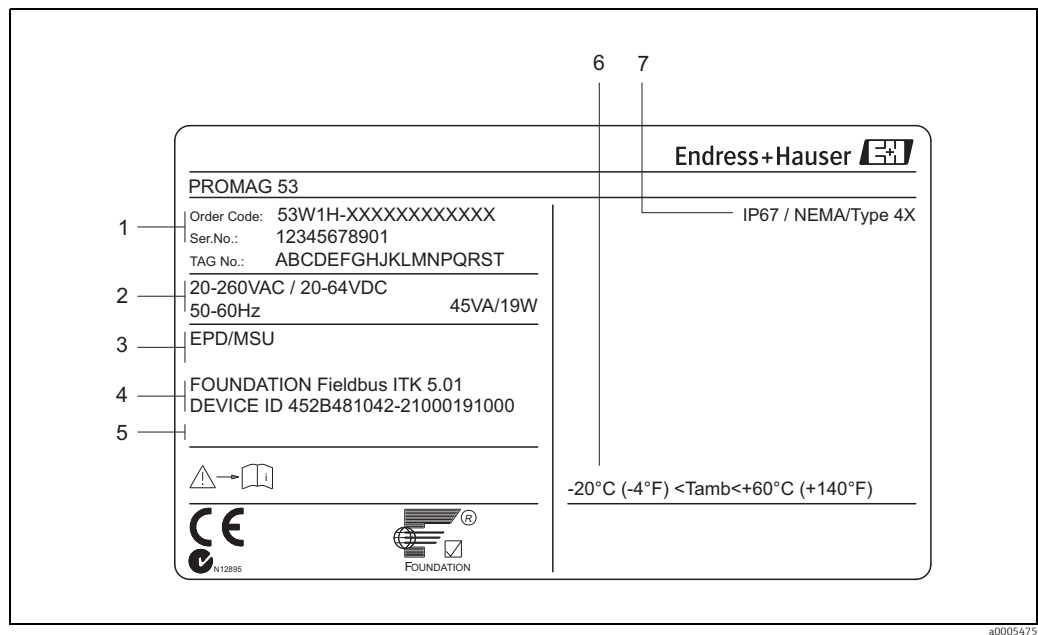 6 7
Endress+Hauser
PROMAG 53
1
Order Code: 53W1H-XXXXXXXXXXXX
Ser.No.: 12345678901
TAG No.: ABCDEFGHJKLMNPQRST
2
20-260VAC / 20-64VDC
50-60Hz 45VA/19W
3
EPD/MSU
4
FOUNDATION Fieldbus ITK 5.01
DEVICE ID 452B481042-21000191000
5
i
CE
N12895
®
FOUNDATION
IP67 / NEMA/Type 4X
-20°C (-4°F) <Tamb<+60°C (+140°F)
a0005475